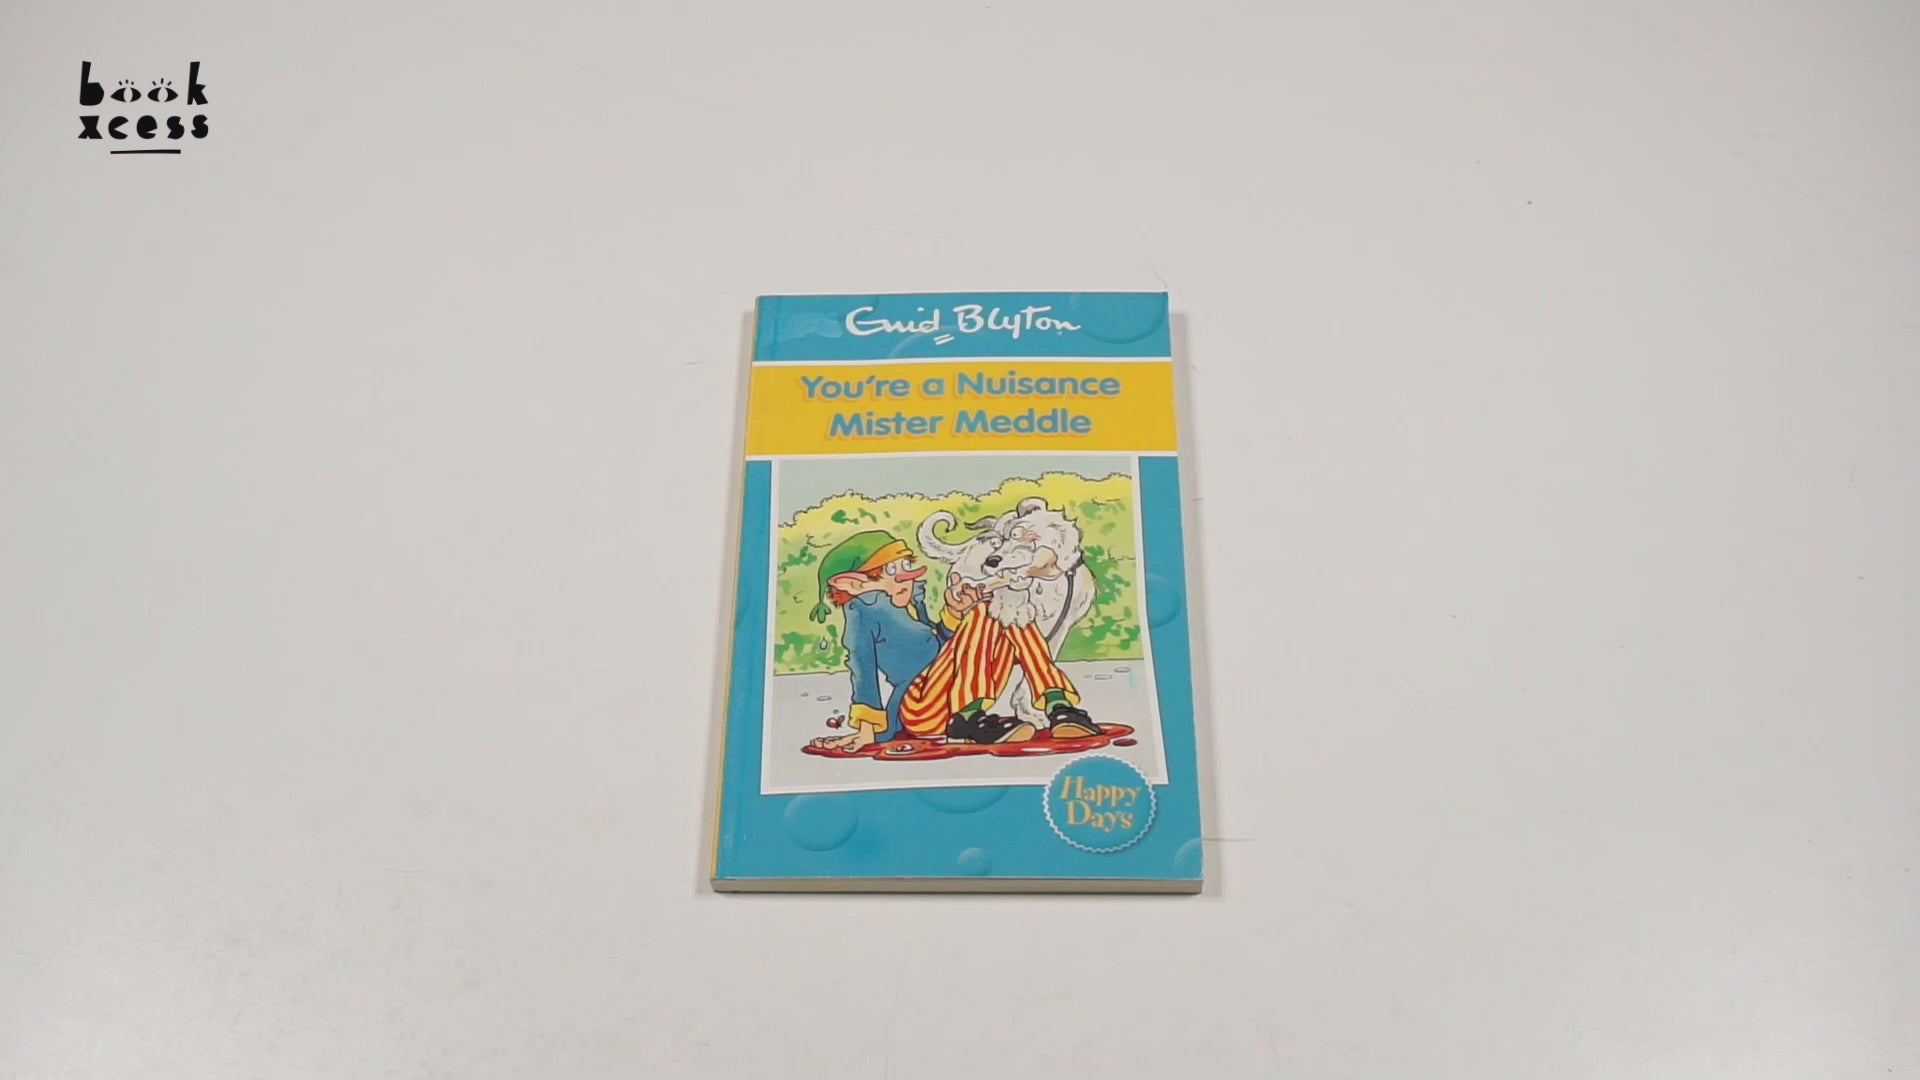 book
xcess
Enid Blyton
You're a Nuisance
Mister Meddle
Happy
Days